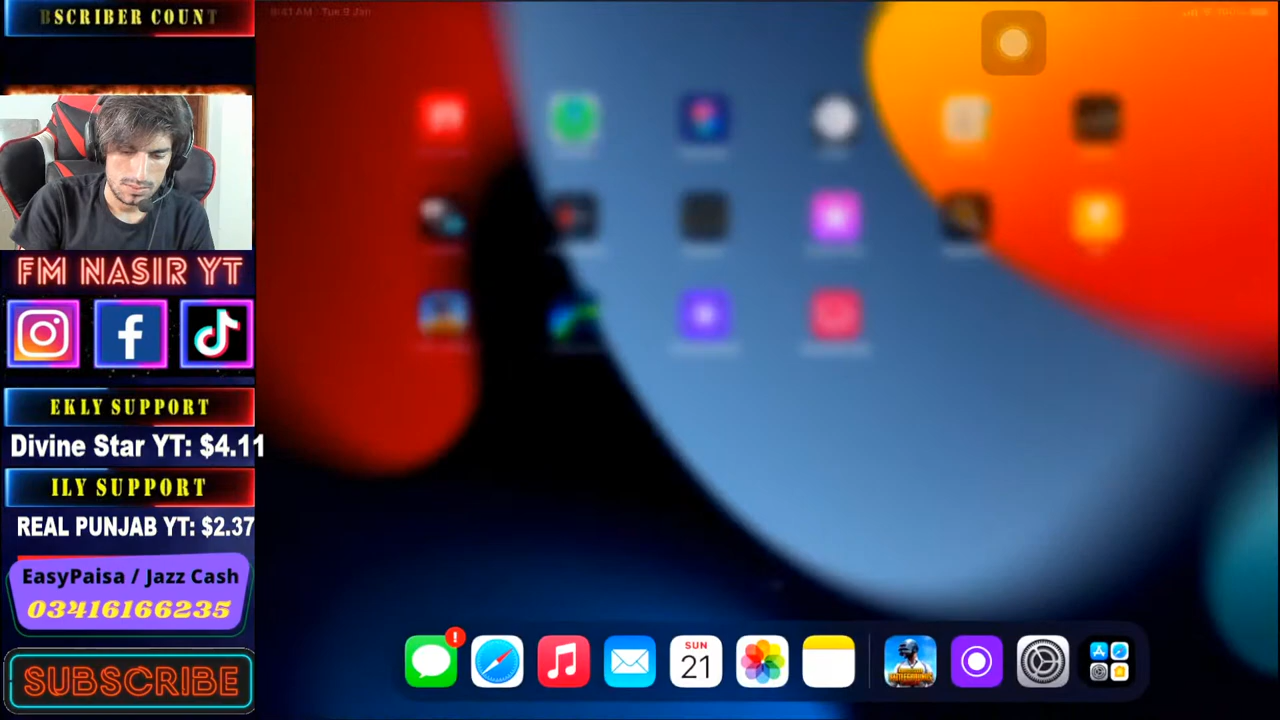 BSCRIBER COUNT
FM NASIR YT
EKLY SUPPORT
Divine Star YT: $4.11
ILY SUPPORT
REAL PUNJAB YT: $2.37
EasyPaisa / Jazz Cash
03416166235
SUBSCRIBE
!
SUN
21